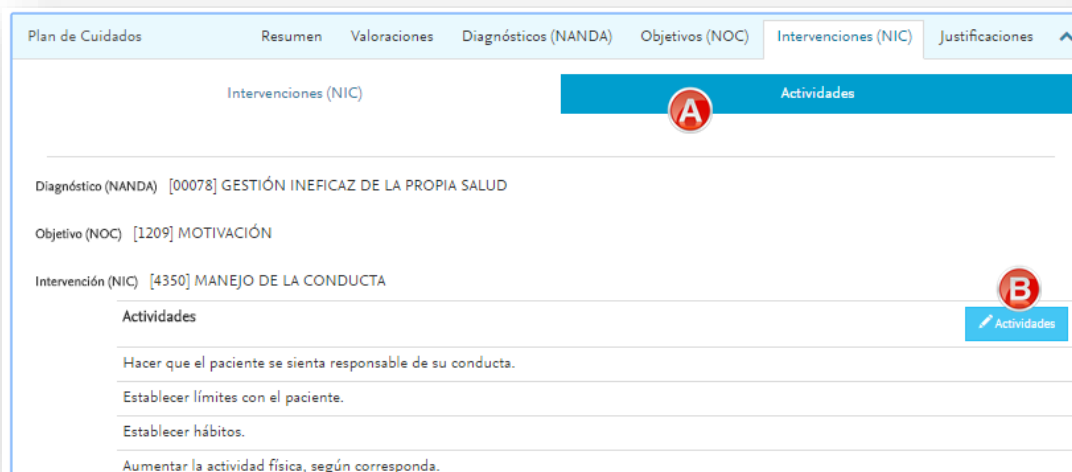 Plan de Cuidados Resumen Valoraciones Diagnósticos (NANDA) Objetivos (NOC) Intervenciones (NIC) Justificaciones
Intervenciones (NIC) A Actividades
Diagnóstico (NANDA) [00078] GESTIÓN INEFICAZ DE LA PROPIA SALUD
Objetivo (NOC) [1209] MOTIVACIÓN
Intervención (NIC) [4350] MANEJO DE LA CONDUCTA
B
Actividades Actividades
Hacer que el paciente se sienta responsable de su conducta.
Establecer límites con el paciente.
Establecer hábitos.
Aumentar la actividad física, según corresponda.